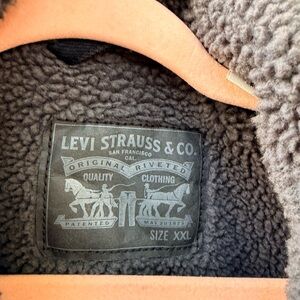 LEVI STRAUSS & CO.
SAN FRANCISCO
CAL.
ORIGINAL RIVETED
QUALITY CLOTHING
PATENTED MAY 20 1873
SIZE XXL